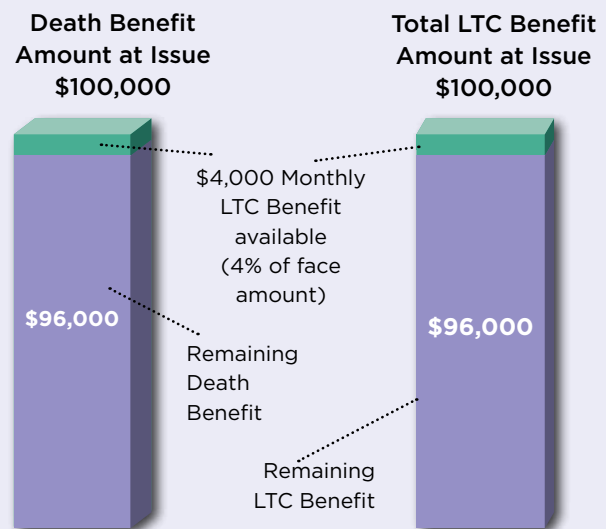 Death Benefit
Amount at Issue
$100,000
Total LTC Benefit
Amount at Issue
$100,000
$4,000 Monthly
LTC Benefit
available
(4% of face
amount)
$96,000
$96,000
Remaining
Death
Benefit
Remaining
LTC Benefit